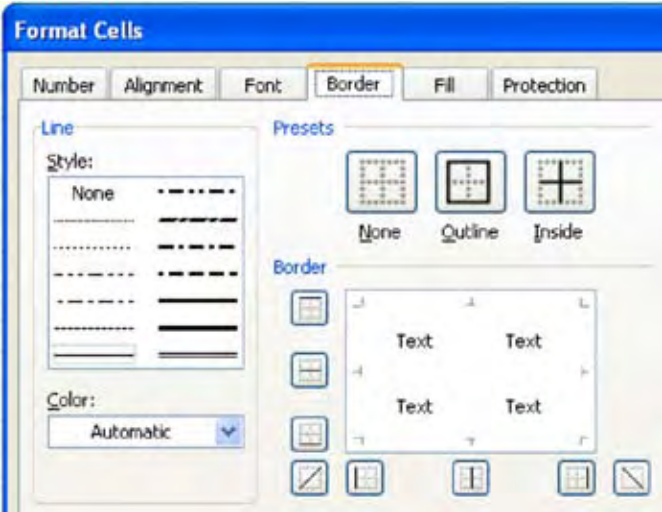 Format Cells
Number Alignment Font Border Fill Protection
Line
Style:
None
Color:
Automatic
Presets
None Outline Inside
Border
Text Text
Text Text